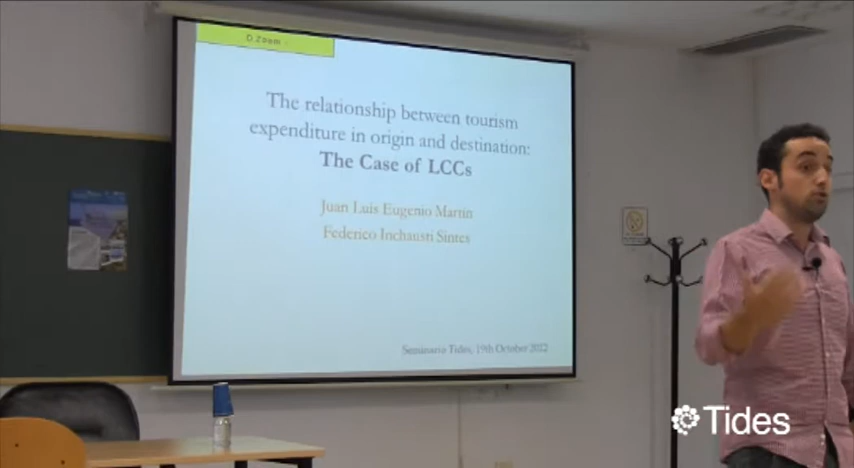 D Zoom
The relationship between tourism
expenditure in origin and destination:
The Case of LCCs
Juan Luis Eugenio Martin
Federico Inchausti Sintes
Seminario Tides, 19th October 2022
Tides